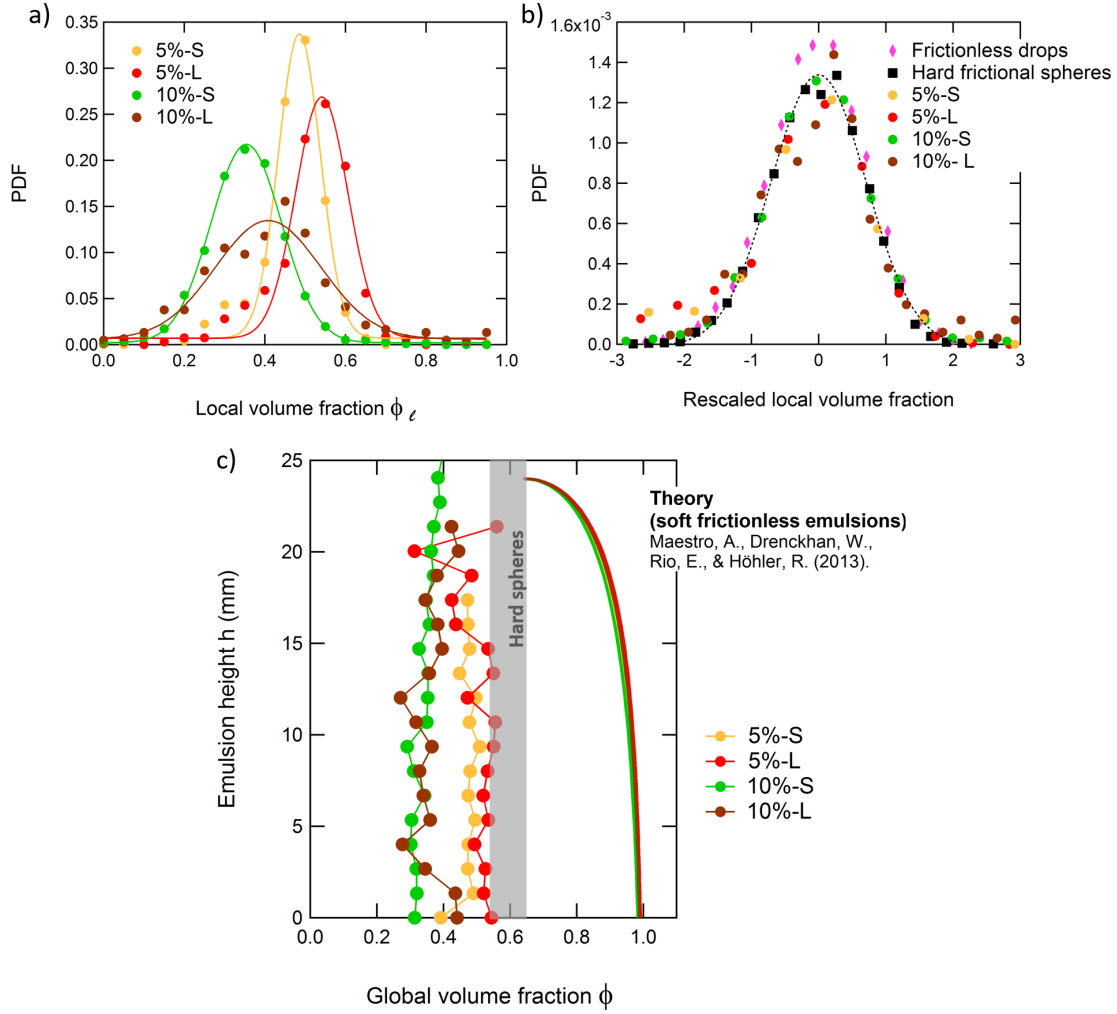 a)
0.35
0.30
0.25
0.20
0.15
0.10
0.05
0.00
PDF
5%-S
5%-L
10%-S
10%-L
0.0
0.2
0.4
0.6
0.8
1.0
Local volume fraction ϕ ℓ
b)
1.6x10⁻³
1.4
1.2
1.0
0.8
0.6
0.4
0.2
0.0
PDF
Frictionless drops
Hard frictional spheres
5%-S
5%-L
10%-S
10%- L
-3
-2
-1
0
1
2
3
Rescaled local volume fraction
c)
25
20
15
10
5
0
Emulsion height h (mm)
Hard spheres
Theory
(soft frictionless emulsions)
Maestro, A., Drenckhan, W.,
Rio, E., & Höhler, R. (2013).
5%-S
5%-L
10%-S
10%-L
0.0
0.2
0.4
0.6
0.8
1.0
Global volume fraction ϕ